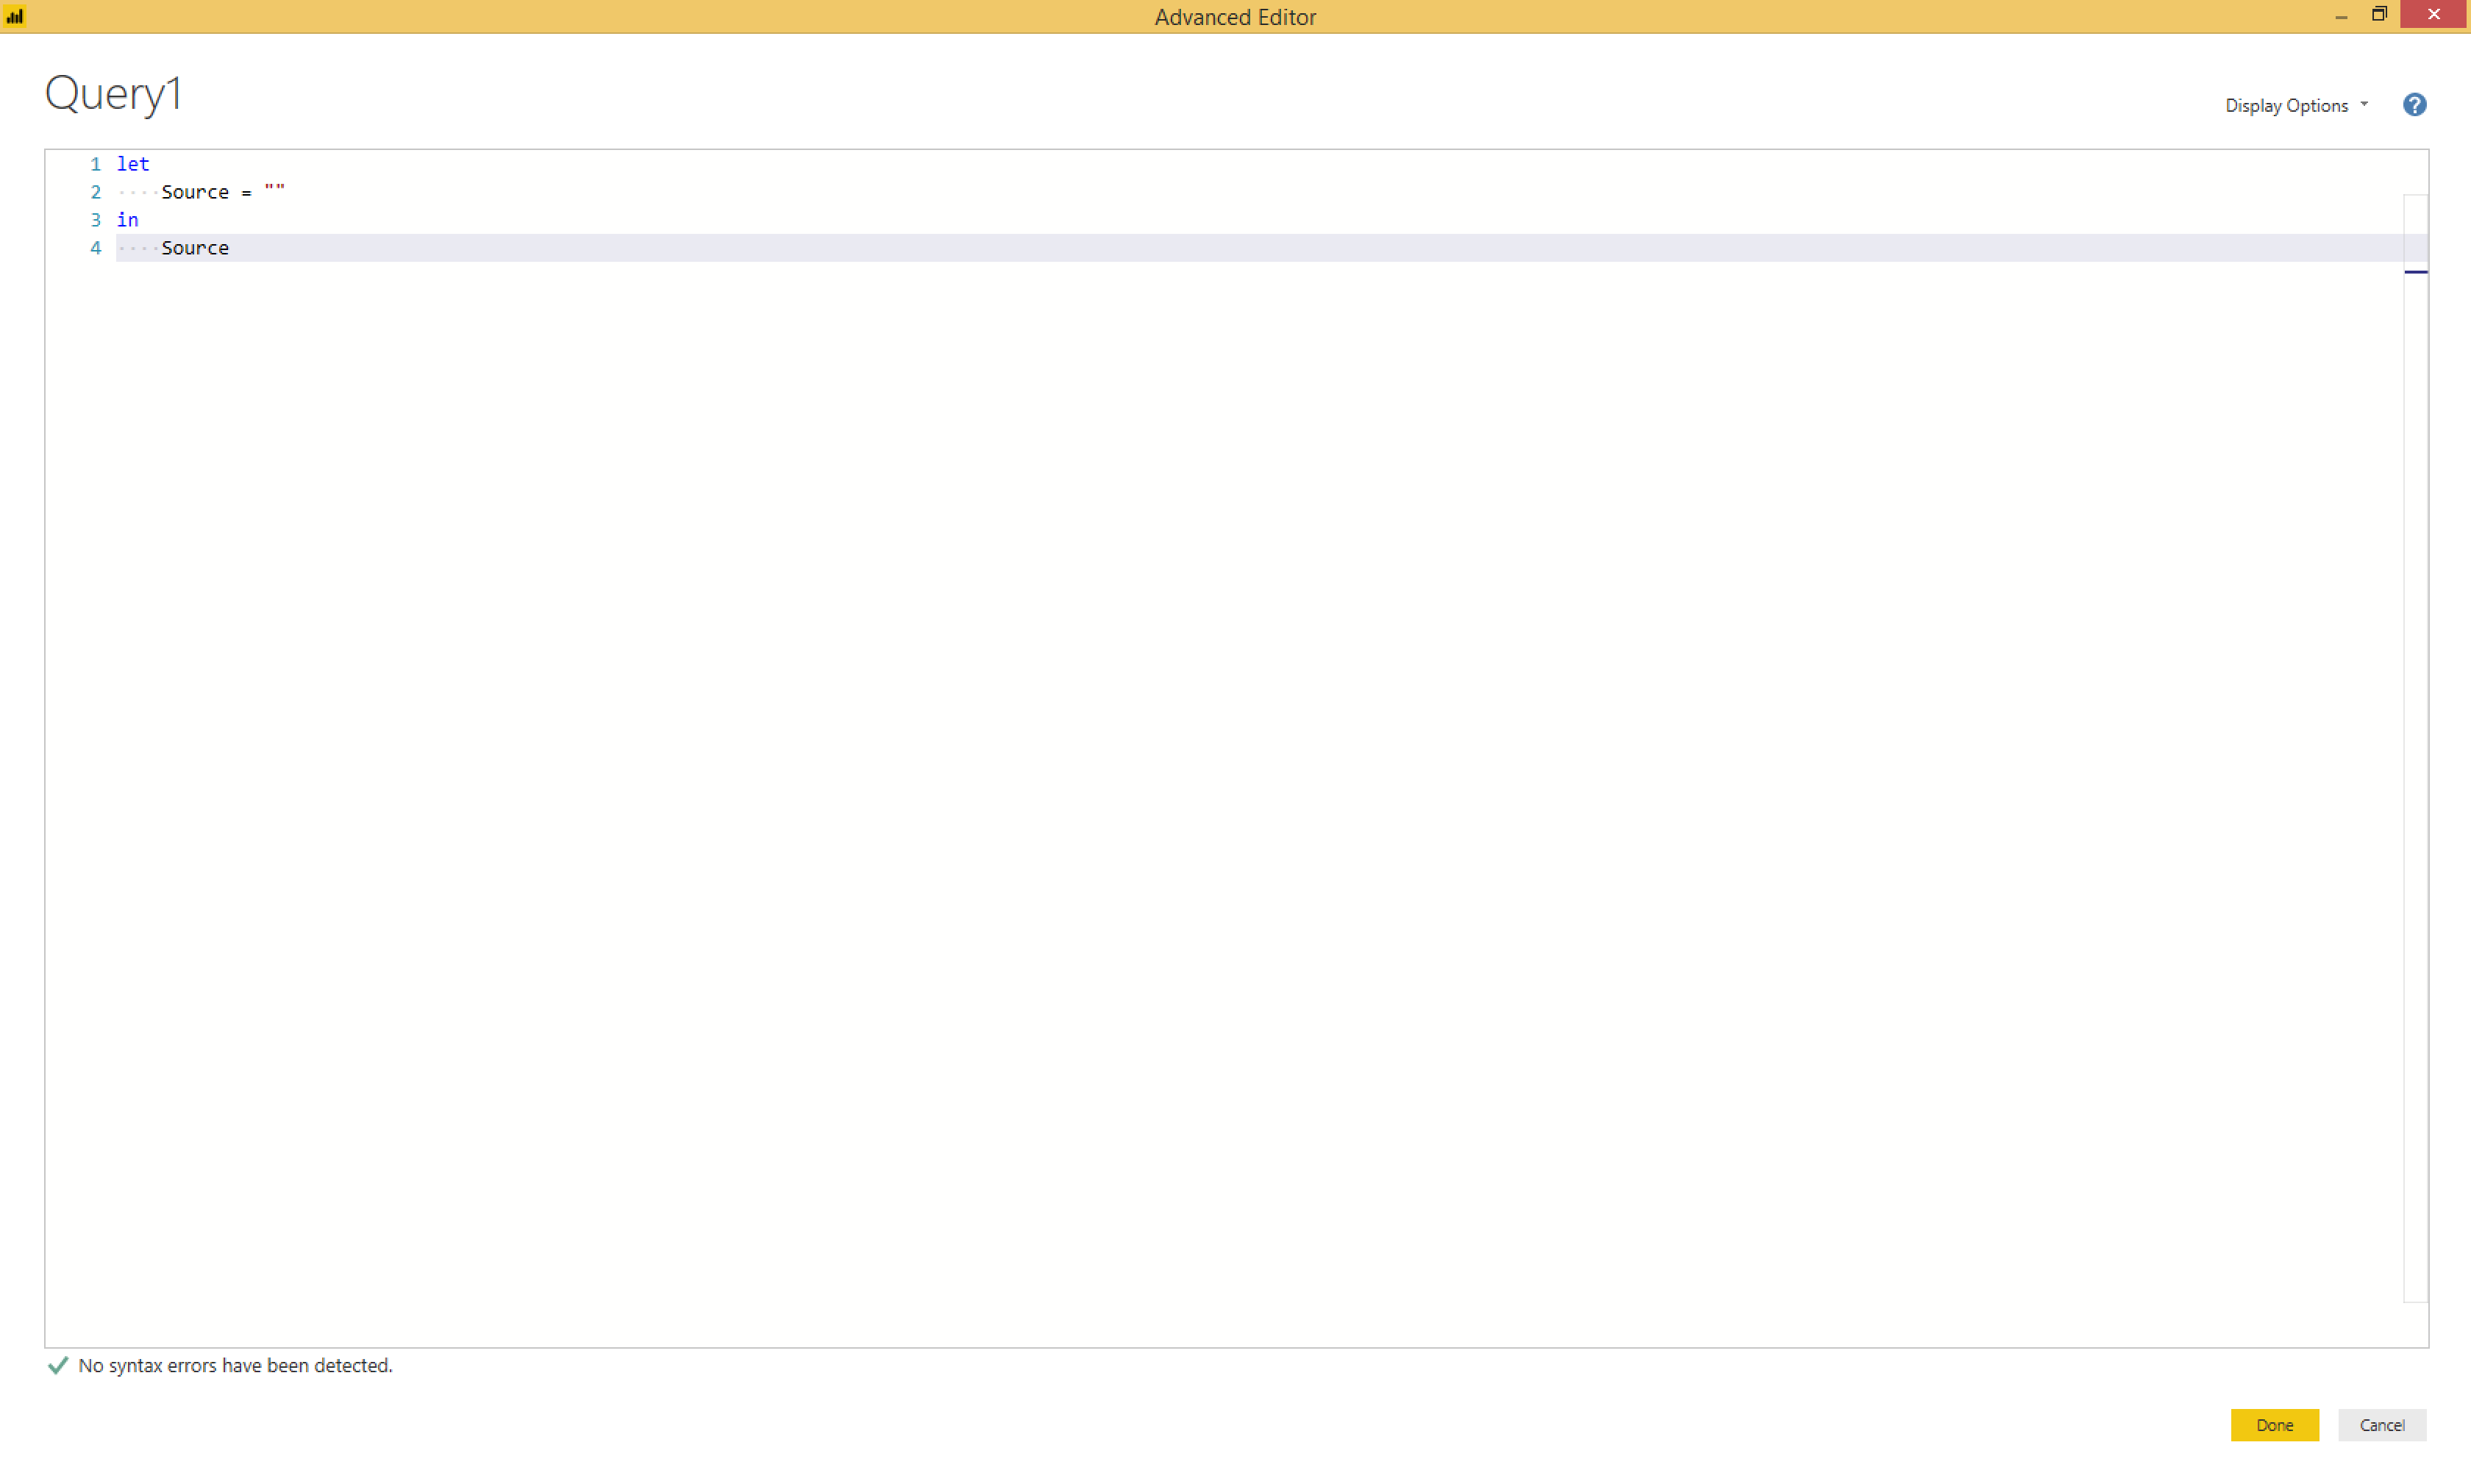 Advanced Editor
Query1
Display Options
?
1 let
2 ····Source = ""
3 in
4 ····Source
No syntax errors have been detected.
Done Cancel